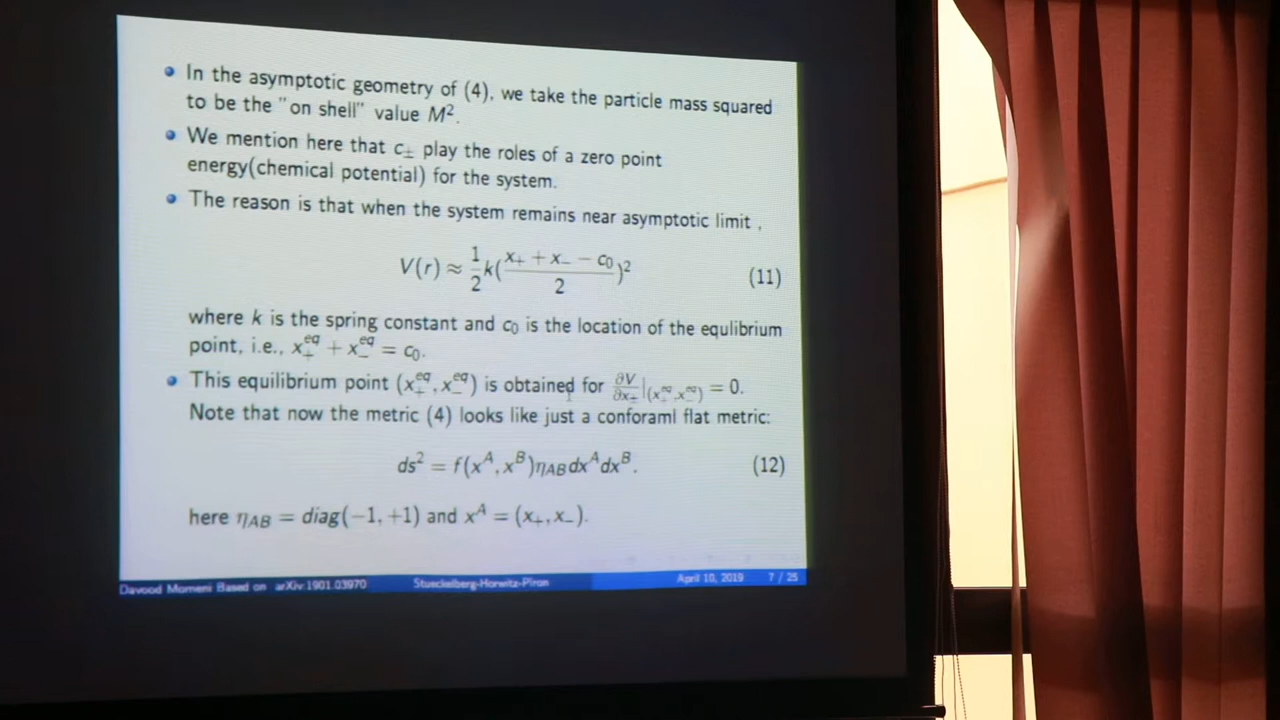 In the asymptotic geometry of (4), we take the particle mass squared
to be the "on shell" value M².
We mention here that c± play the roles of a zero point
energy(chemical potential) for the system.
The reason is that when the system remains near asymptotic limit ,
V(r) ≈ 1/2 k((x₊ + x₋ − c₀)/2)² (11)
where k is the spring constant and c₀ is the location of the equlibrium
point, i.e., x₊^eq + x₋^eq = c₀.
This equilibrium point (x₊^eq, x₋^eq) is obtained for ∂V/∂x± |(x₊^eq, x₋^eq) = 0.
Note that now the metric (4) looks like just a conforaml flat metric:
ds² = f(x^A, x^B)η_AB dx^A dx^B. (12)
here η_AB = diag(−1, +1) and x^A = (x₊, x₋).
Davood Momeni Based on arXiv:1901.03970 Stueckelberg-Horwitz-Piron April 10, 2019 7 / 25